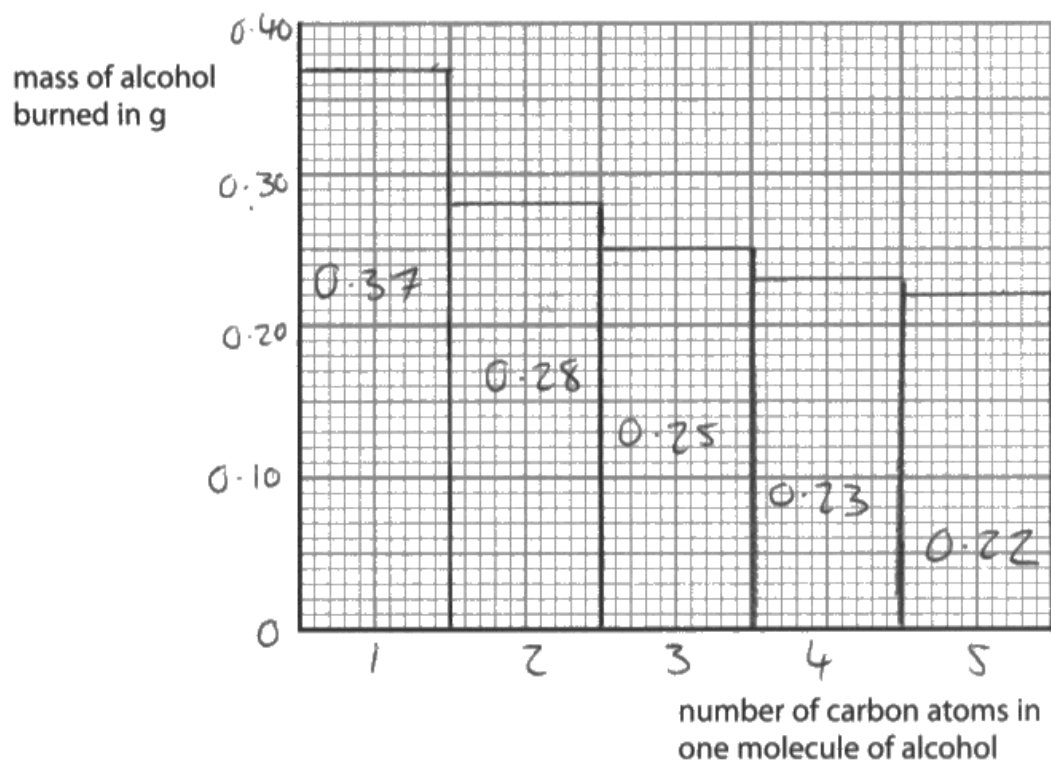 0.40
mass of alcohol
burned in g
0.30
0.37
0.20
0.28
0.25
0.10
0.23
0.22
0
1 2 3 4 5
number of carbon atoms in
one molecule of alcohol